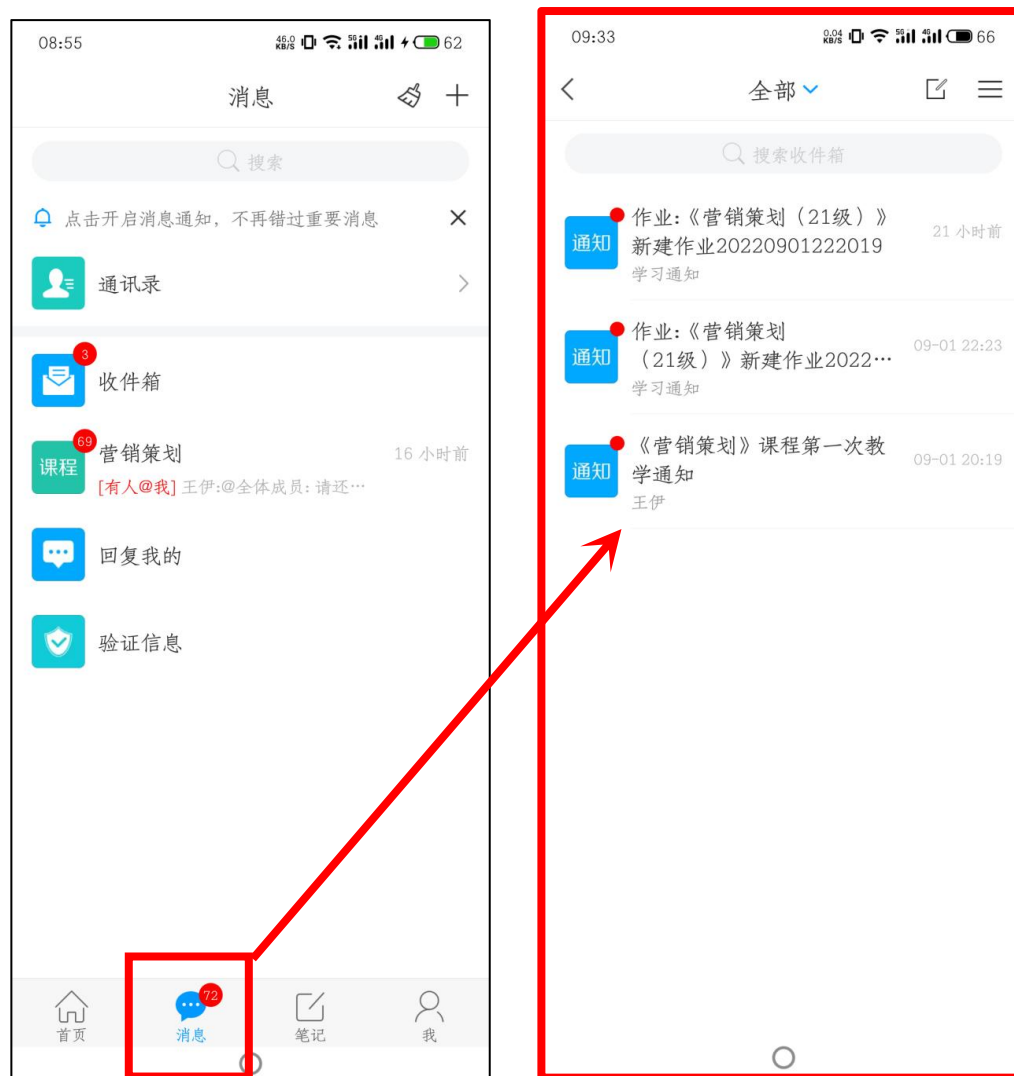 08:55
46.0 KB/S 5G 4G 62
消息
搜索
点击开启消息通知，不再错过重要消息
通讯录
3
收件箱
69
课程
营销策划
16 小时前
[有人@我] 王伊:@全体成员: 请还…
回复我的
验证信息
72
首页
消息
笔记
我
09:33
0.04 KB/S 5G 4G 66
全部
搜索收件箱
通知
作业:《营销策划（21级）》
新建作业20220901222019
21 小时前
学习通知
通知
作业:《营销策划
（21级）》新建作业2022…
09-01 22:23
学习通知
通知
《营销策划》课程第一次教
学通知
09-01 20:19
王伊